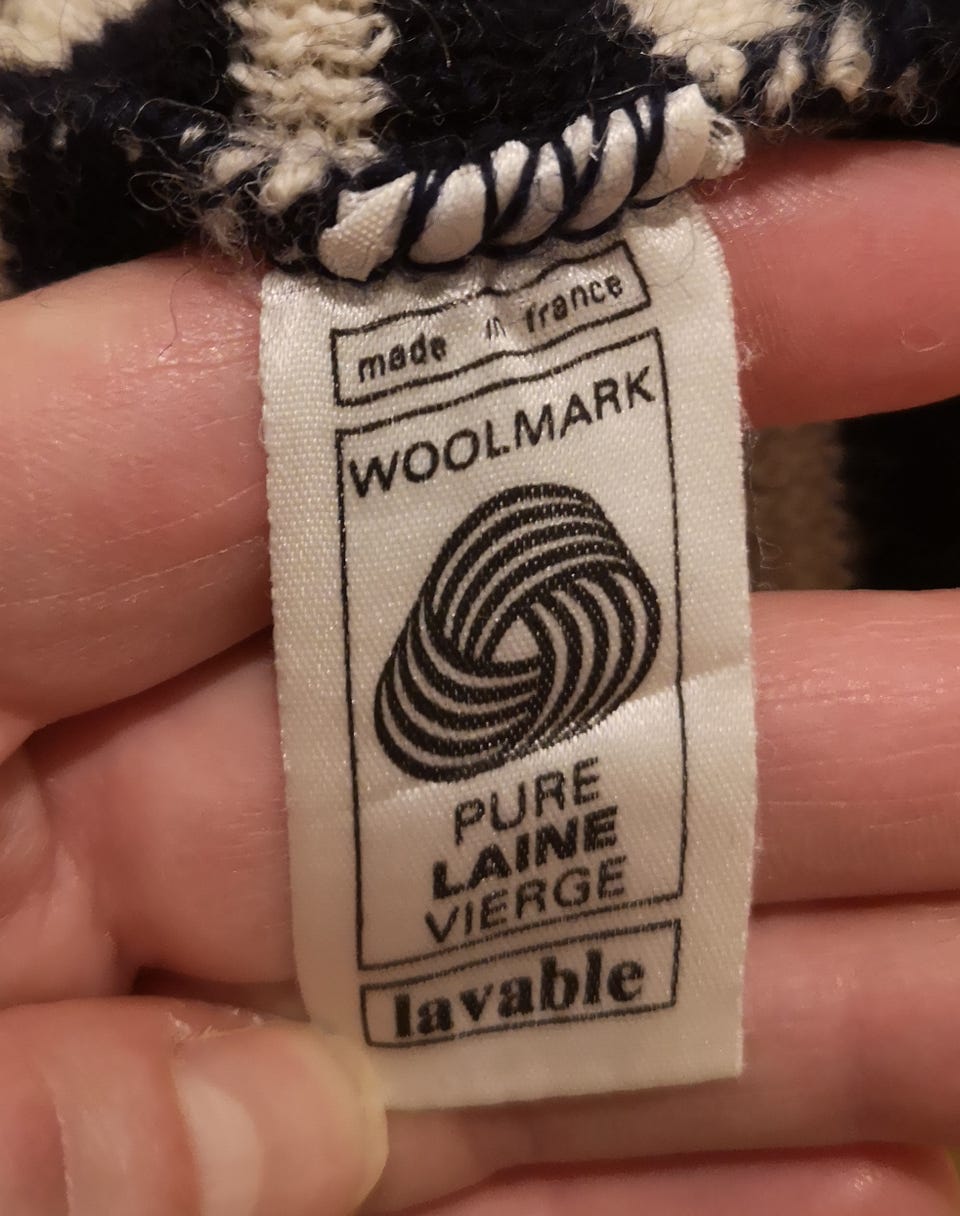 made in france
WOOLMARK
PURE
LAINE
VIERGE
lavable